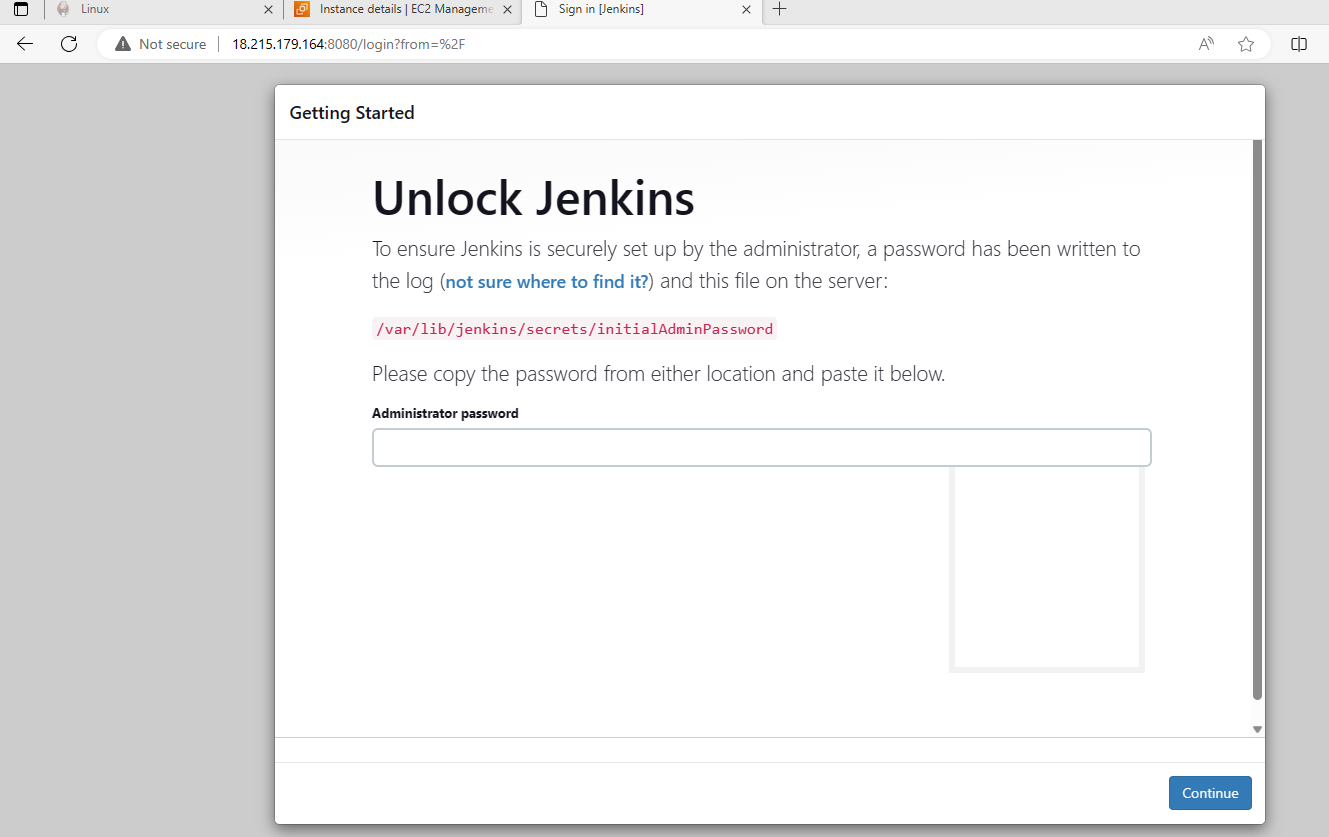 Linux
Instance details | EC2 Manageme
Sign in [Jenkins]
Not secure
18.215.179.164:8080/login?from=%2F
Getting Started
Unlock Jenkins
To ensure Jenkins is securely set up by the administrator, a password has been written to
the log (not sure where to find it?) and this file on the server:
/var/lib/jenkins/secrets/initialAdminPassword
Please copy the password from either location and paste it below.
Administrator password
Continue